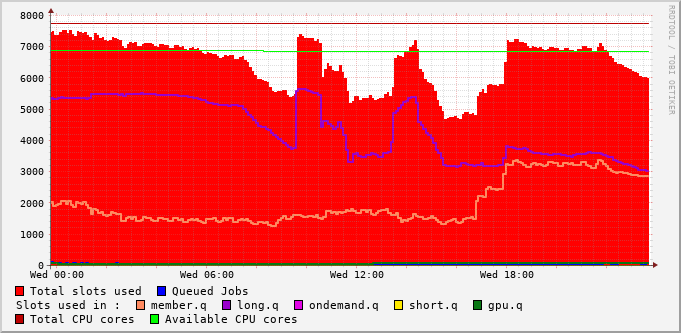 8000
7000
6000
5000
4000
3000
2000
1000
0
Wed 00:00 Wed 06:00 Wed 12:00 Wed 18:00
Total slots used Queued Jobs
Slots used in : member.q long.q ondemand.q short.q gpu.q
Total CPU cores Available CPU cores
RRDTOOL / TOBI OETIKER